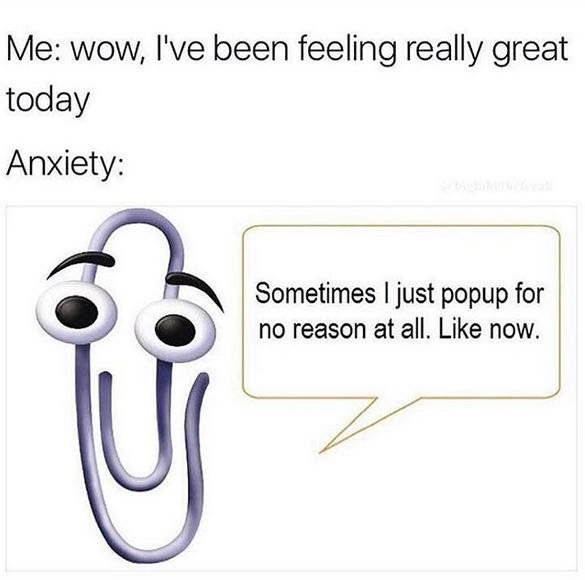 Me: wow, I've been feeling really great
today
Anxiety:
Sometimes I just popup for
no reason at all. Like now.